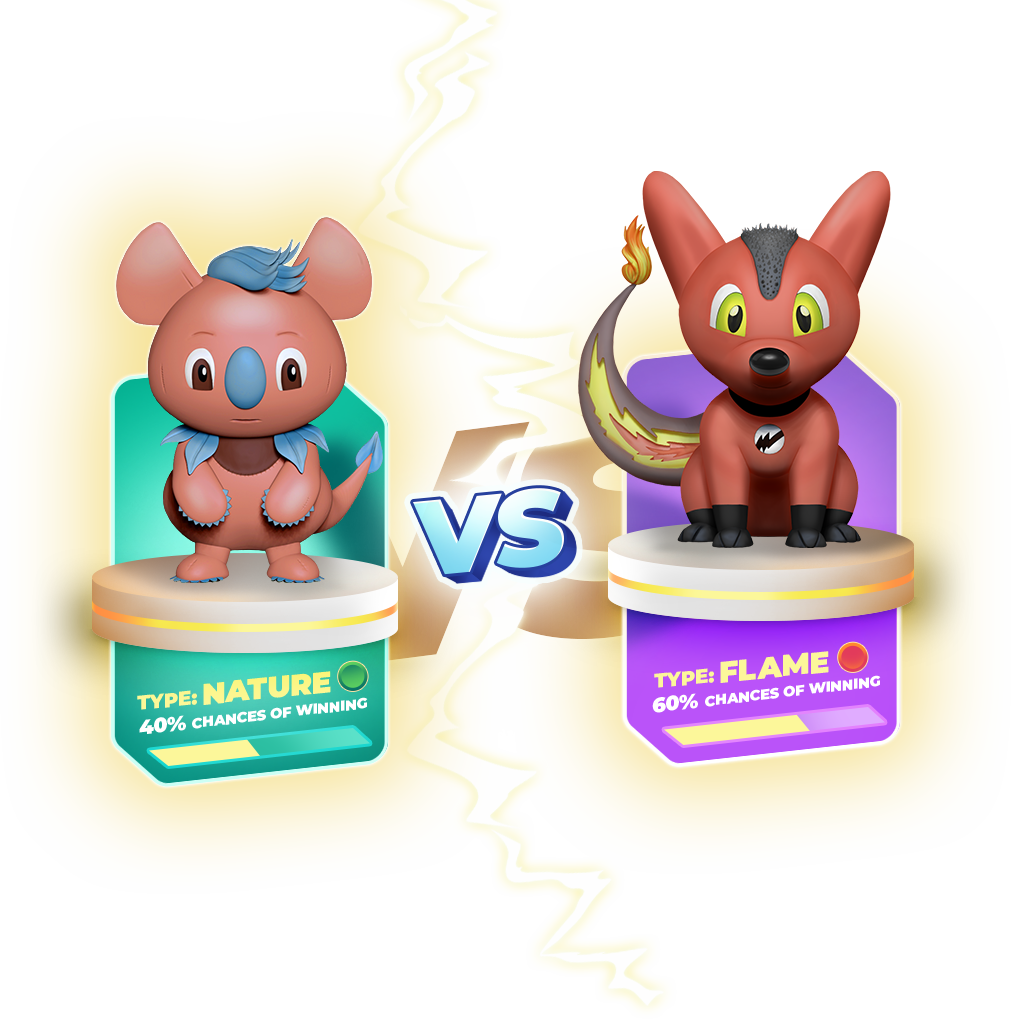 VS
TYPE: NATURE
40% CHANCES OF WINNING
TYPE: FLAME
60% CHANCES OF WINNING